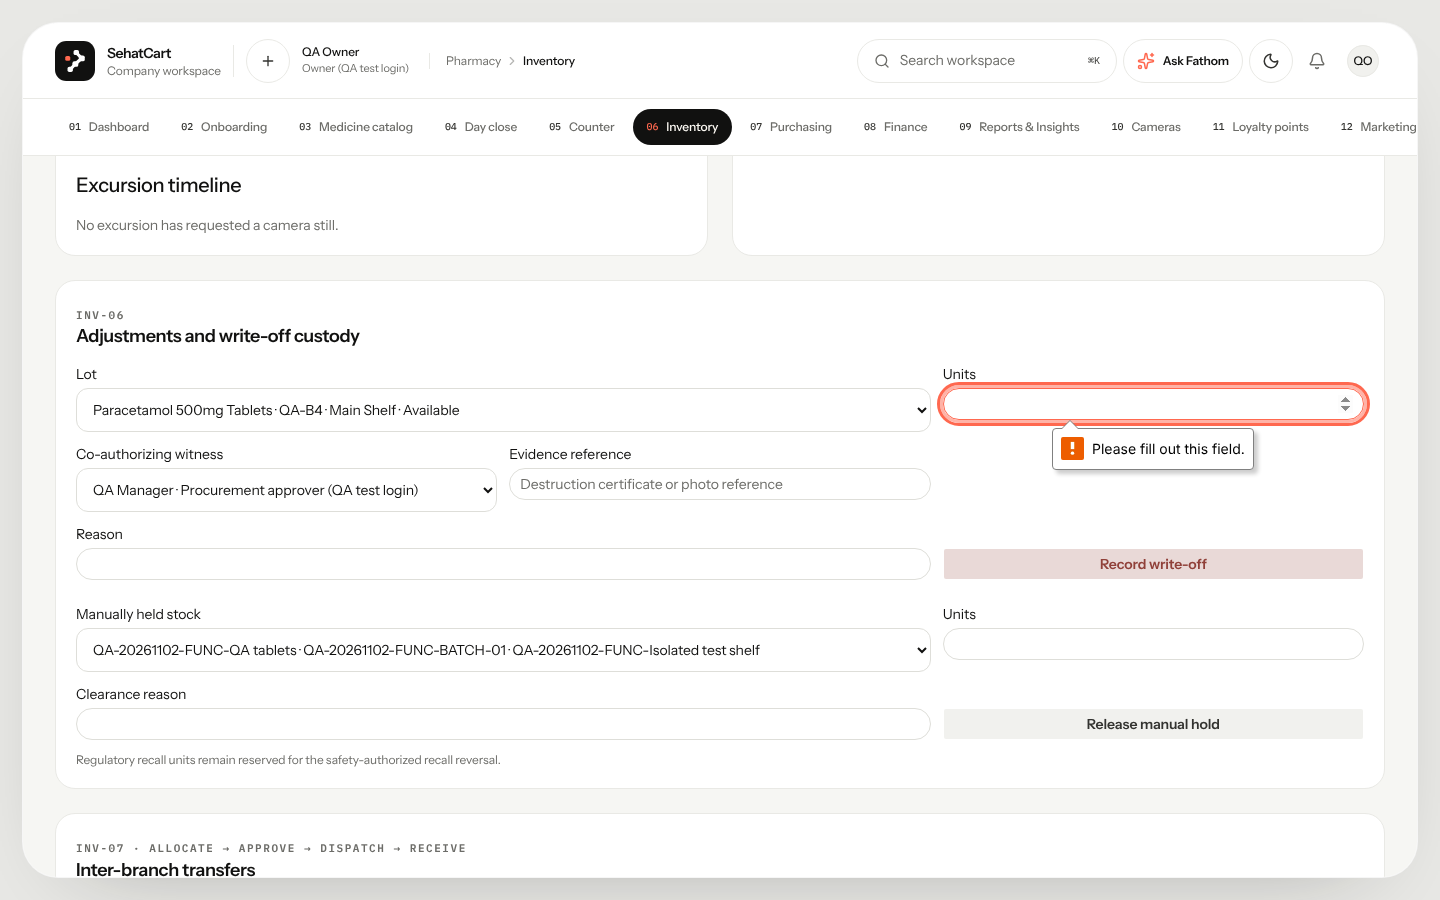 SehatCart
Company workspace
QA Owner
Owner (QA test login)
Pharmacy > Inventory
Search workspace ⌘K
Ask Fathom
QO
01 Dashboard
02 Onboarding
03 Medicine catalog
04 Day close
05 Counter
06 Inventory
07 Purchasing
08 Finance
09 Reports & Insights
10 Cameras
11 Loyalty points
12 Marketing
Excursion timeline
No excursion has requested a camera still.
INV-06
Adjustments and write-off custody
Lot
Units
Paracetamol 500mg Tablets · QA-B4 · Main Shelf · Available
Please fill out this field.
Co-authorizing witness
Evidence reference
QA Manager · Procurement approver (QA test login)
Destruction certificate or photo reference
Reason
Record write-off
Manually held stock
Units
QA-20261102-FUNC-QA tablets · QA-20261102-FUNC-BATCH-01 · QA-20261102-FUNC-Isolated test shelf
Clearance reason
Release manual hold
Regulatory recall units remain reserved for the safety-authorized recall reversal.
INV-07 · ALLOCATE → APPROVE → DISPATCH → RECEIVE
Inter-branch transfers